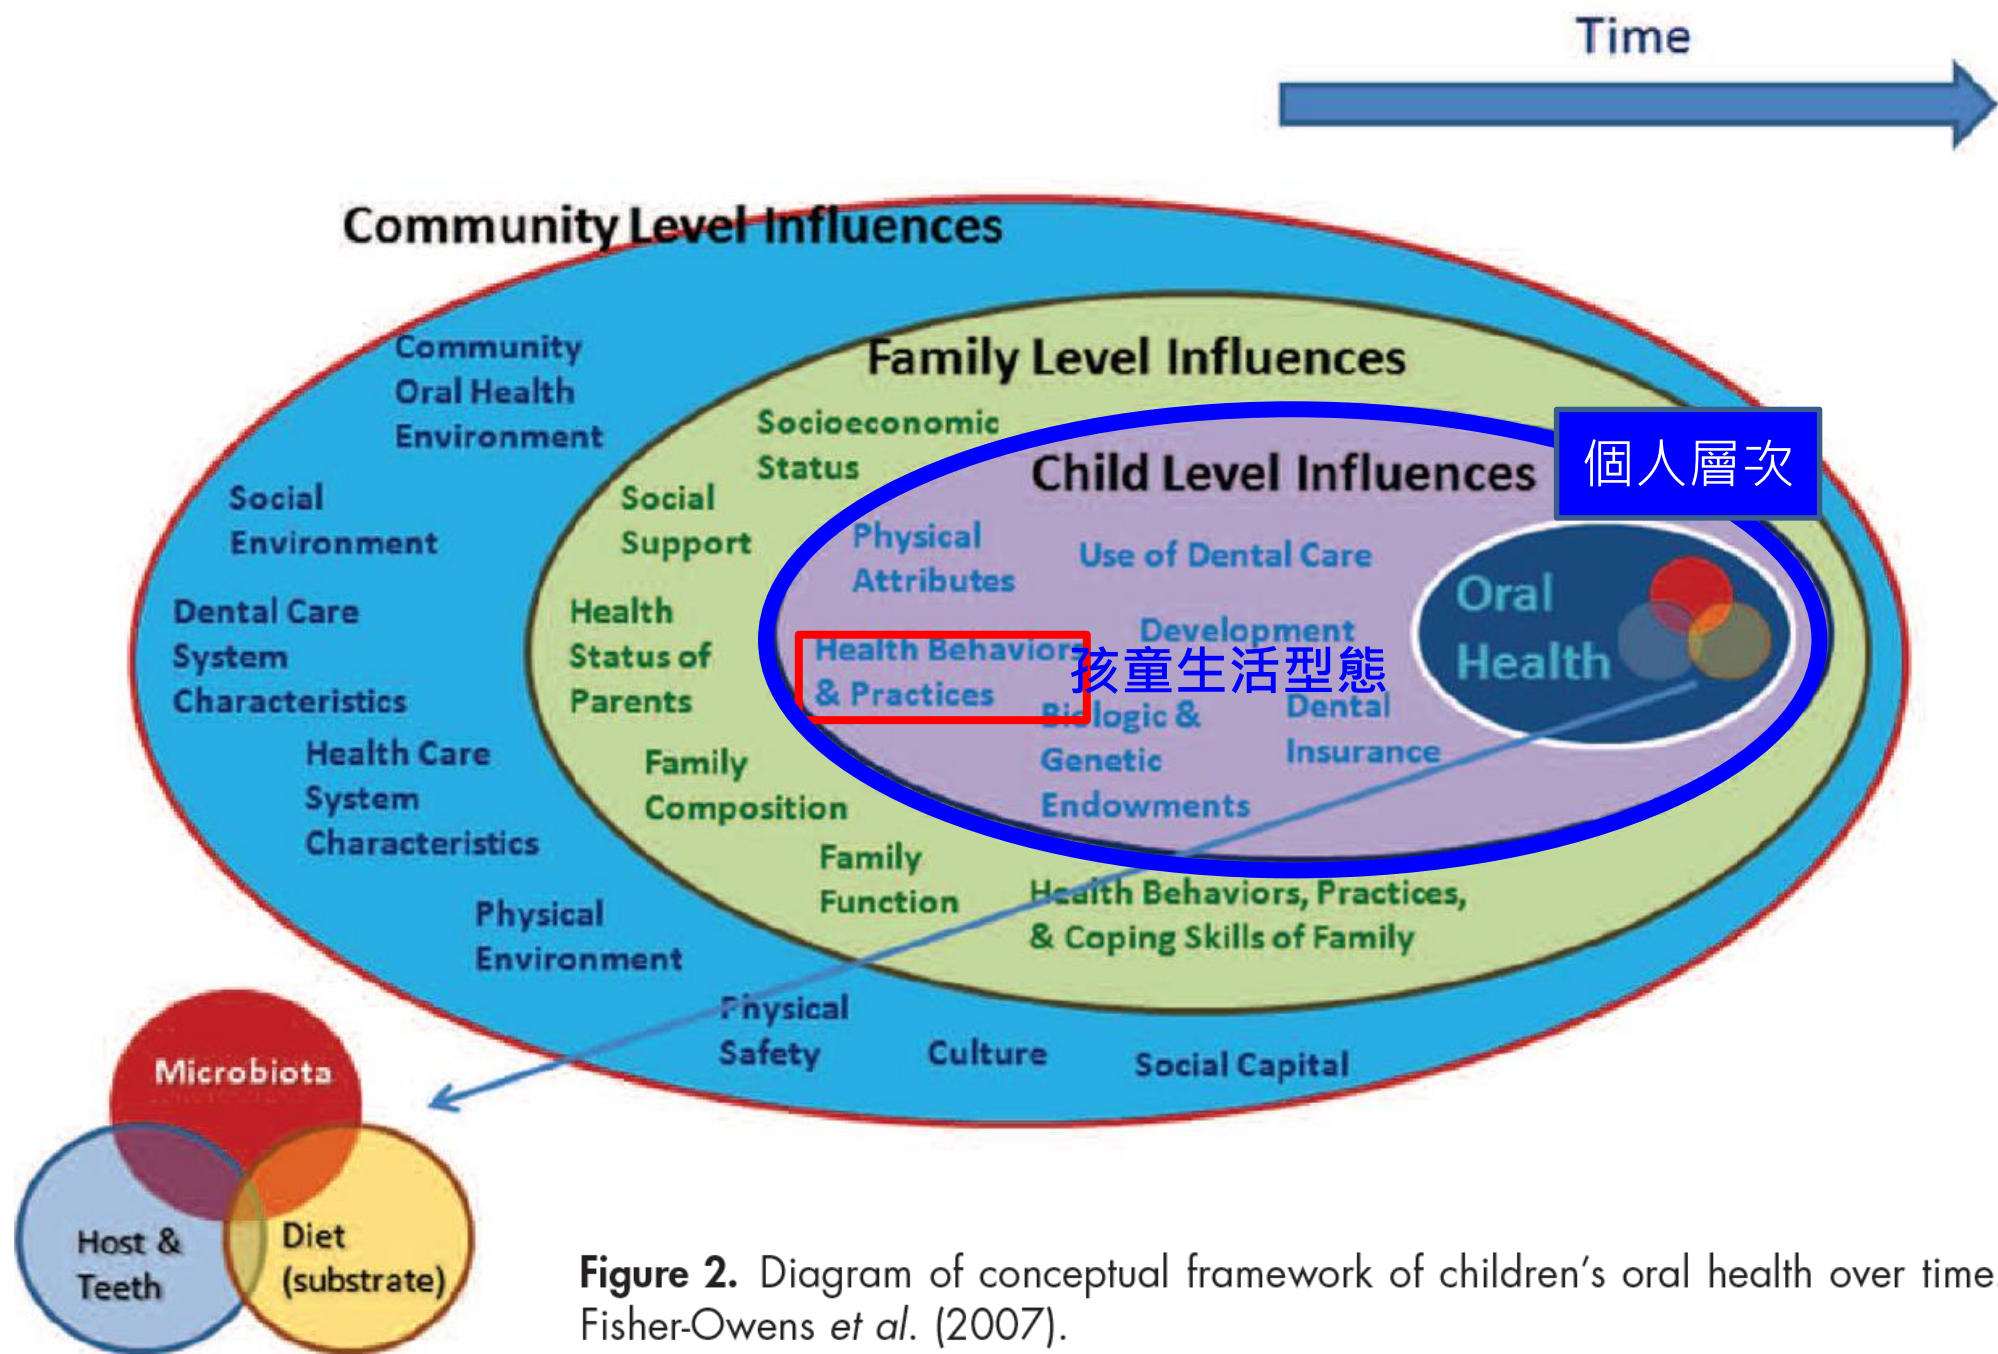 Time
Community Level Influences
Community
Oral Health
Environment
Social
Environment
Dental Care
System
Characteristics
Health Care
System
Characteristics
Physical
Environment
Physical
Safety
Culture
Social Capital
Family Level Influences
Socioeconomic
Status
Social
Support
Health
Status of
Parents
Family
Composition
Family
Function
Health Behaviors, Practices,
& Coping Skills of Family
Child Level Influences
個人層次
Physical
Attributes
Use of Dental Care
Development
Health Behaviors
& Practices
孩童生活型態
Biologic &
Genetic
Endowments
Dental
Insurance
Oral
Health
Microbiota
Host &
Teeth
Diet
(substrate)
Figure 2. Diagram of conceptual framework of children’s oral health over time.
Fisher-Owens et al. (2007).